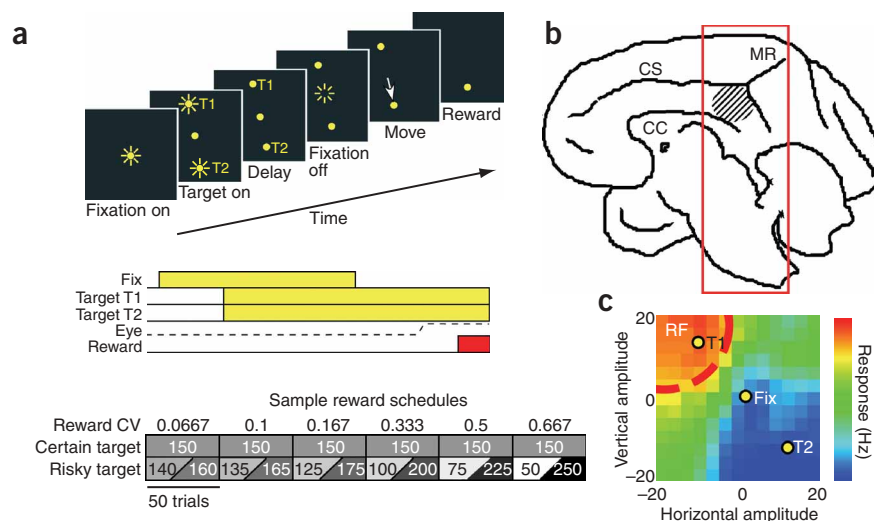 a
T1
T2
T1
T2
Fixation on
Target on
Delay
Fixation
off
Move
Reward
Time
Fix
Target T1
Target T2
Eye
Reward
Sample reward schedules
Reward CV 0.0667 0.1 0.167 0.333 0.5 0.667
Certain target 150 150 150 150 150 150
Risky target 140 160 135 165 125 175 100 200 75 225 50 250
50 trials
b
MR
CS
CC
c
20
RF
T1
0
Fix
T2
–20
–20 0 20
Vertical amplitude
Horizontal amplitude
Response (Hz)